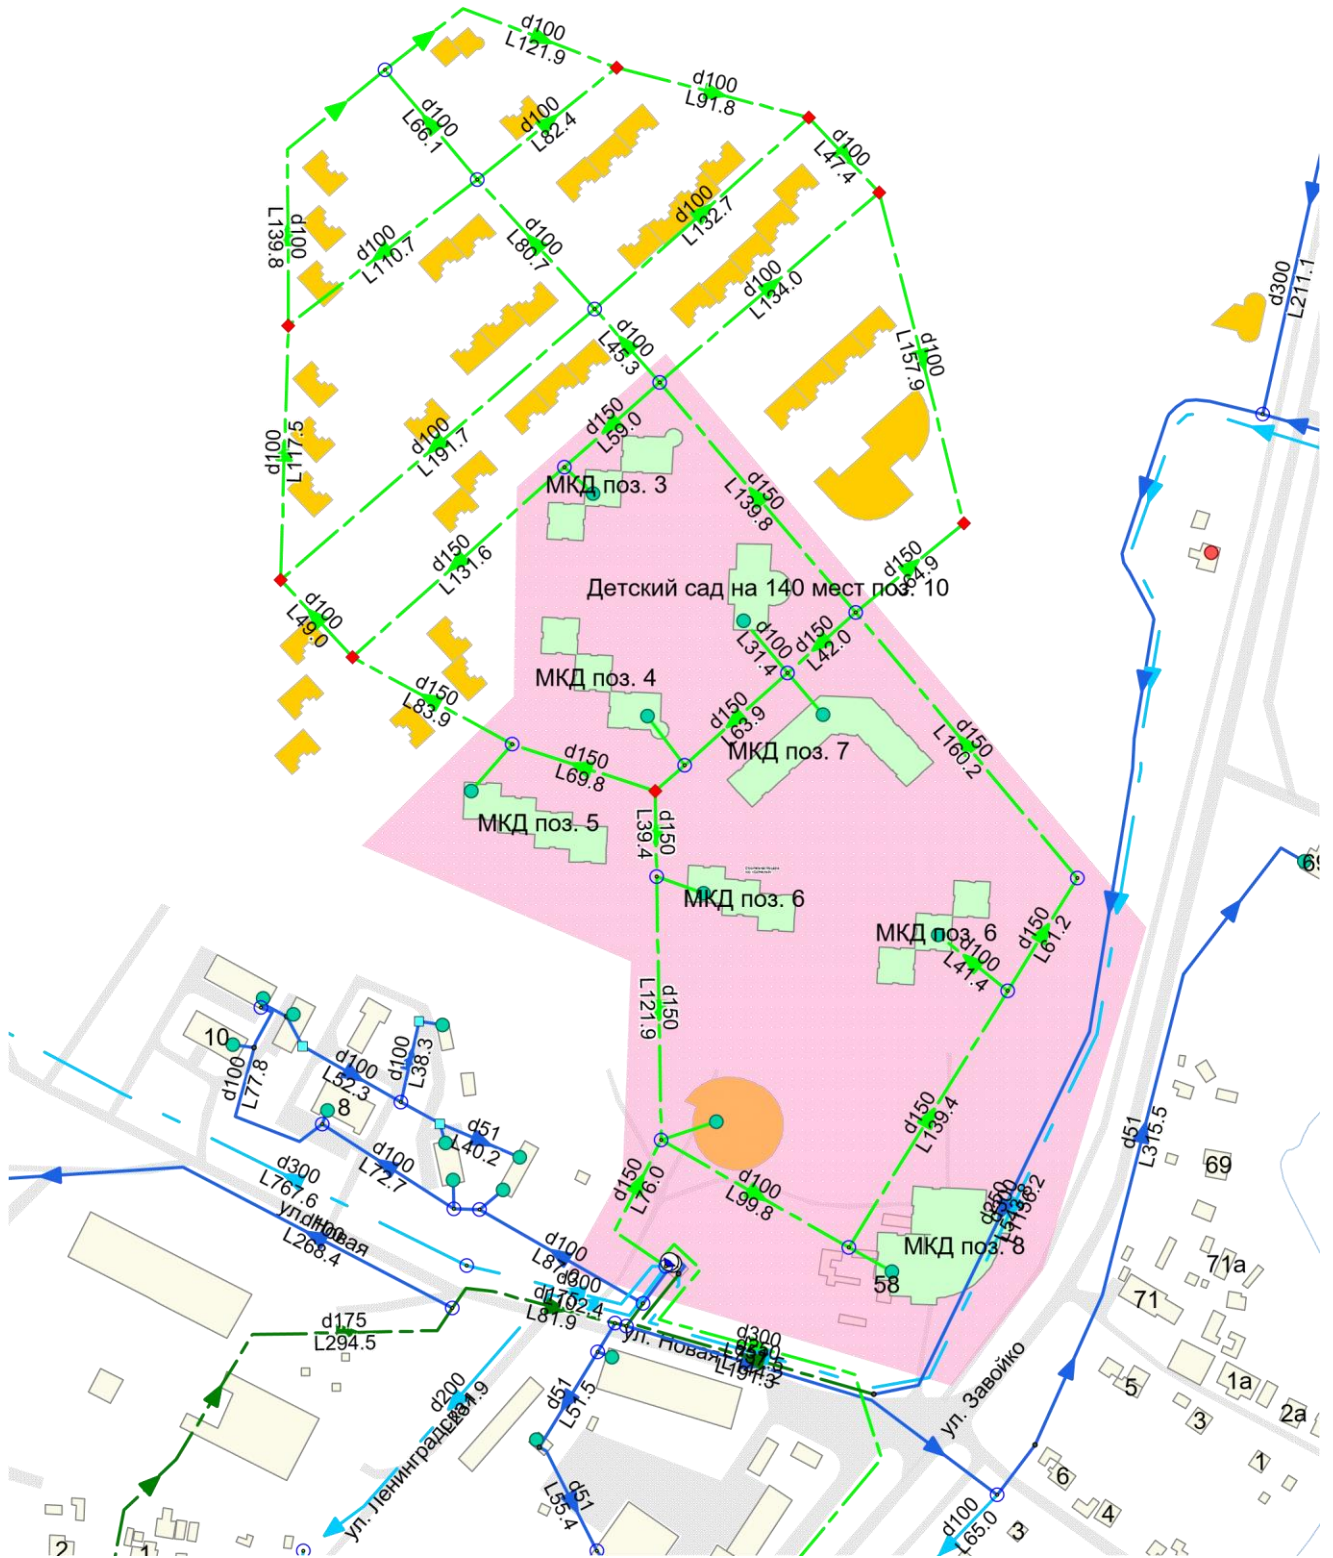 d100
L121.9
d100
L91.8
d100
L66.1
d100
L82.4
d100
L47.4
d100
L139.8
d100
L110.7
d100
L80.7
d100
L132.7
d100
L134.0
d300
L211.1
d100
L45.3
d100
L157.9
d150
L59.0
d100
L117.5
d100
L191.7
МКД поз. 3
d150
L139.8
d150
L131.6
d150
L64.9
Детский сад на 140 мест поз. 10
d100
L49.0
d100
L31.4
d150
L42.0
МКД поз. 4
d150
L83.9
d150
L63.9
МКД поз. 7
d150
L160.2
d150
L69.8
МКД поз. 5
d150
L39.4
МКД поз. 6
МКД поз. 6
d100
L41.4
d150
L61.2
d150
L121.9
10
d100
L77.8
d100
L52.3
d100
L38.3
8
d51
L40.2
d100
L72.7
d150
L139.4
d51
L315.5
69
d300
L767.6
ул. Новая
L268.4
d150
L76.0
d100
L99.8
МКД поз. 8
58
71а
71
d100
d300
L81.9
d175
L294.5
d300
ул. Новая
d200
ул. Ленинградская
d51
L51.5
ул. Завойко
5
1а
3
2а
6
1
4
3
d51
L55.4
d100
L65.0
2
1